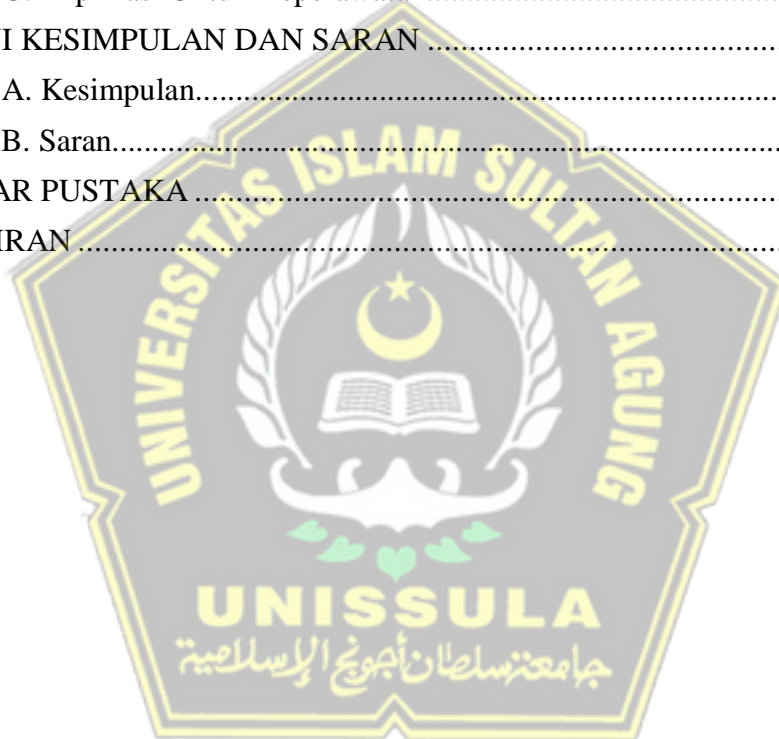 I KESIMPULAN DAN SARAN ........................................
A. Kesimpulan.................................................................
B. Saran...........................................................................
AR PUSTAKA ...............................................................
IRAN ..............................................................................
UNIVERSITAS ISLAM SULTAN AGUNG
UNISSULA
جامعة سلطان أجونج الإسلامية